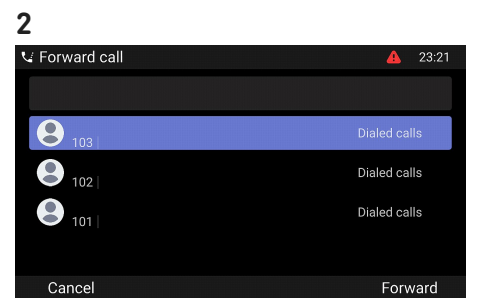 2
Forward call 23:21
103 | Dialed calls
102 | Dialed calls
101 | Dialed calls
Cancel Forward